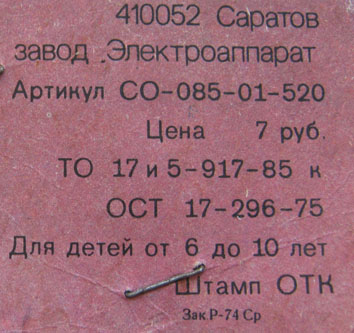 410052 Саратов
завод Электроаппарат
Артикул СО-085-01-520
Цена 7 руб.
ТО 17 и 5-917-85 к
ОСТ 17-296-75
Для детей от 6 до 10 лет
Штамп ОТК
Зак Р-74 Ср